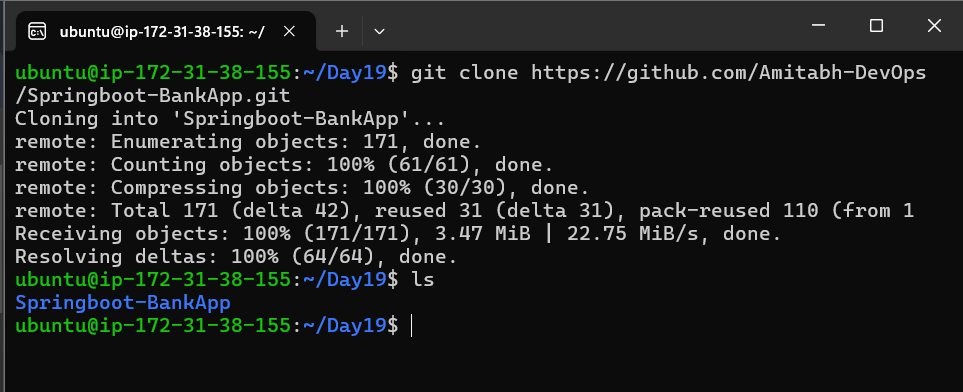 ubuntu@ip-172-31-38-155: ~/
ubuntu@ip-172-31-38-155:~/Day19$ git clone https://github.com/Amitabh-DevOps
/Springboot-BankApp.git
Cloning into 'Springboot-BankApp'...
remote: Enumerating objects: 171, done.
remote: Counting objects: 100% (61/61), done.
remote: Compressing objects: 100% (30/30), done.
remote: Total 171 (delta 42), reused 31 (delta 31), pack-reused 110 (from 1
Receiving objects: 100% (171/171), 3.47 MiB | 22.75 MiB/s, done.
Resolving deltas: 100% (64/64), done.
ubuntu@ip-172-31-38-155:~/Day19$ ls
Springboot-BankApp
ubuntu@ip-172-31-38-155:~/Day19$